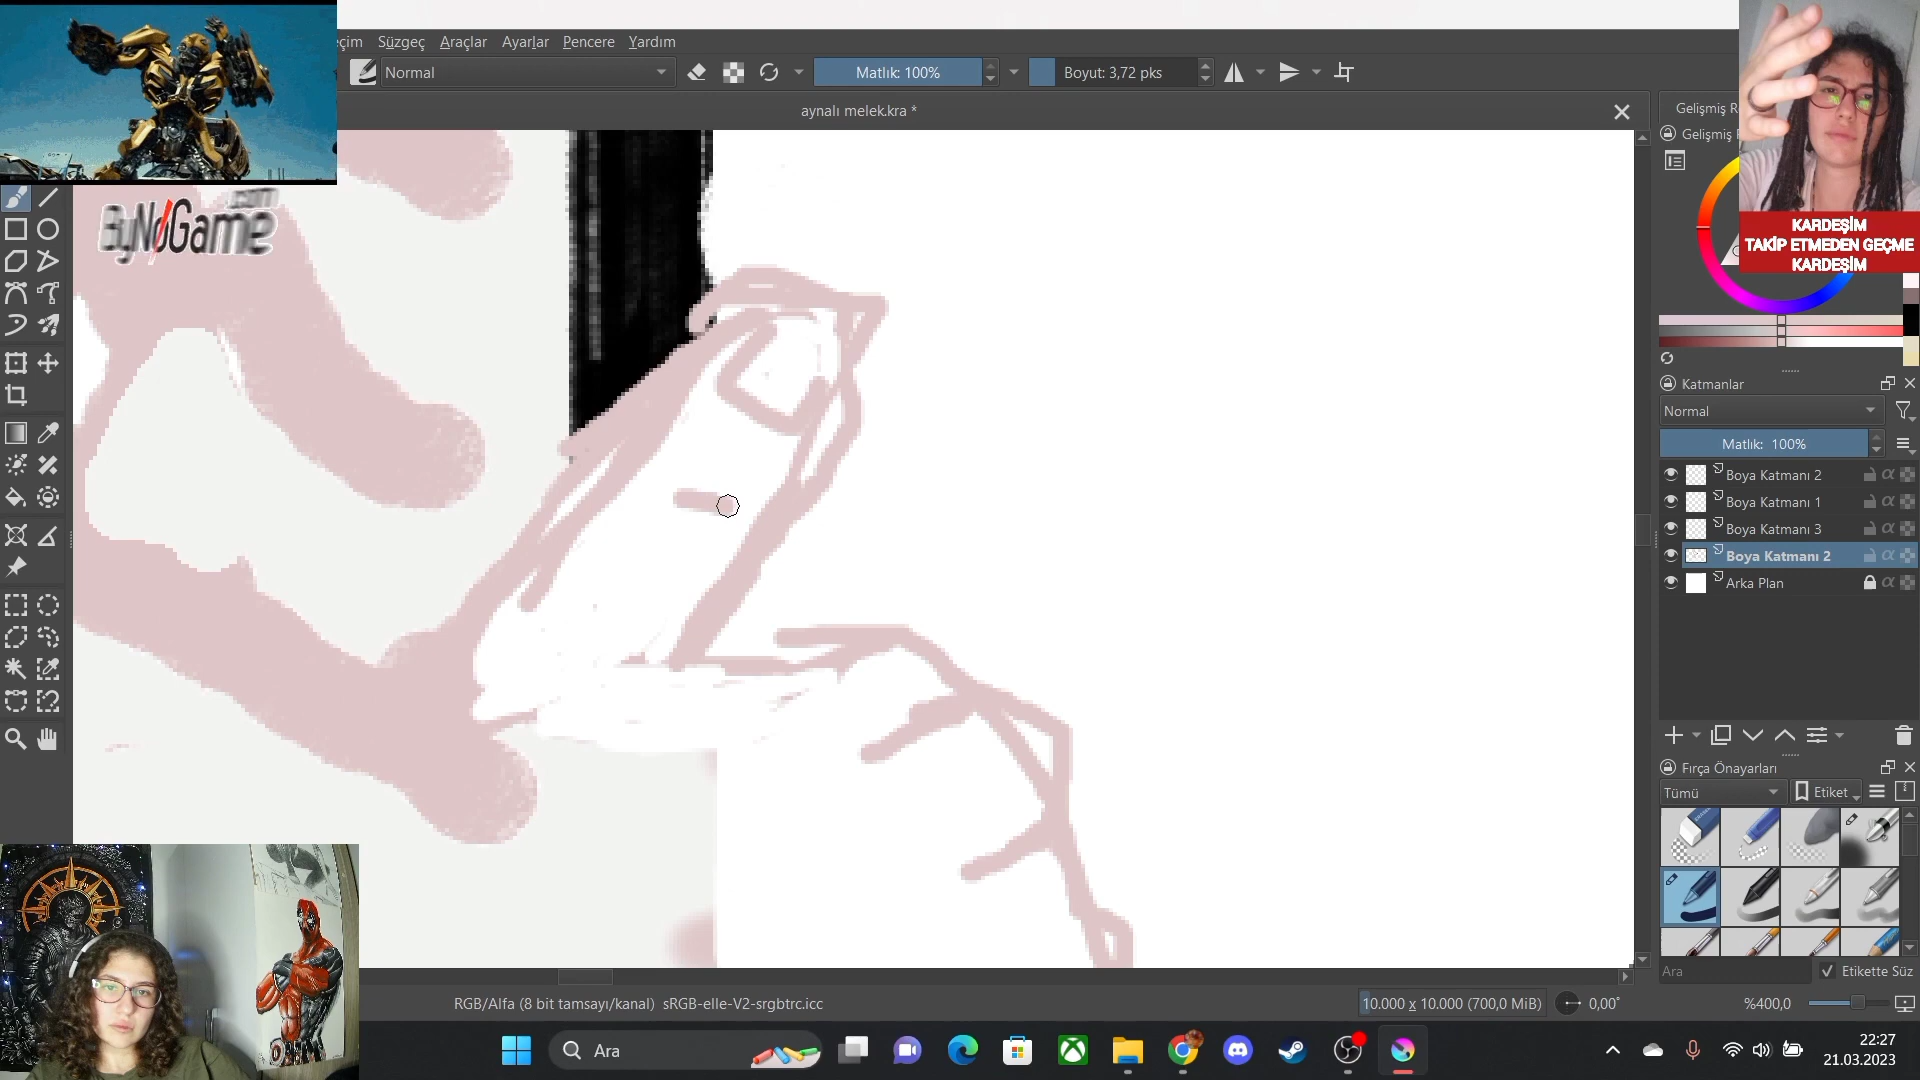 eçim Süzgeç Araçlar Ayarlar Pencere Yardım
Normal
Matlık: 100%
Boyut: 3,72 pks
aynalı melek.kra *
ByNoGame
.com
KARDEŞİM
TAKİP ETMEDEN GEÇME
KARDEŞİM
Gelişmiş R
Gelişmiş R
Katmanlar
Normal
Matlık: 100%
Boya Katmanı 2
Boya Katmanı 1
Boya Katmanı 3
Boya Katmanı 2
Arka Plan
Fırça Önayarları
Tümü
Etiket
Ara
Etikette Süz
RGB/Alfa (8 bit tamsayı/kanal) sRGB-elle-V2-srgbtrc.icc
10.000 x 10.000 (700,0 MiB)
0,00°
%400,0
Ara
22:27
21.03.2023